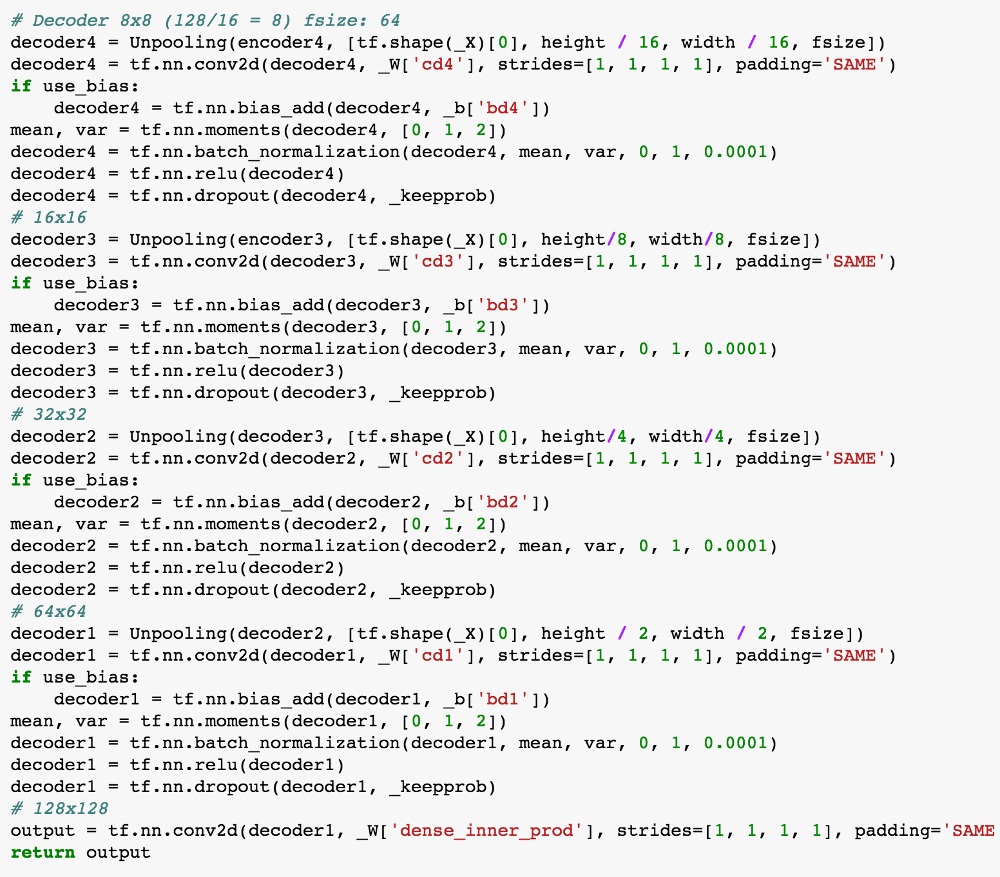 # Decoder 8x8 (128/16 = 8) fsize: 64
decoder4 = Unpooling(encoder4, [tf.shape(_X)[0], height / 16, width / 16, fsize])
decoder4 = tf.nn.conv2d(decoder4, _W['cd4'], strides=[1, 1, 1, 1], padding='SAME')
if use_bias:
    decoder4 = tf.nn.bias_add(decoder4, _b['bd4'])
mean, var = tf.nn.moments(decoder4, [0, 1, 2])
decoder4 = tf.nn.batch_normalization(decoder4, mean, var, 0, 1, 0.0001)
decoder4 = tf.nn.relu(decoder4)
decoder4 = tf.nn.dropout(decoder4, _keepprob)
# 16x16
decoder3 = Unpooling(encoder3, [tf.shape(_X)[0], height/8, width/8, fsize])
decoder3 = tf.nn.conv2d(decoder3, _W['cd3'], strides=[1, 1, 1, 1], padding='SAME')
if use_bias:
    decoder3 = tf.nn.bias_add(decoder3, _b['bd3'])
mean, var = tf.nn.moments(decoder3, [0, 1, 2])
decoder3 = tf.nn.batch_normalization(decoder3, mean, var, 0, 1, 0.0001)
decoder3 = tf.nn.relu(decoder3)
decoder3 = tf.nn.dropout(decoder3, _keepprob)
# 32x32
decoder2 = Unpooling(decoder3, [tf.shape(_X)[0], height/4, width/4, fsize])
decoder2 = tf.nn.conv2d(decoder2, _W['cd2'], strides=[1, 1, 1, 1], padding='SAME')
if use_bias:
    decoder2 = tf.nn.bias_add(decoder2, _b['bd2'])
mean, var = tf.nn.moments(decoder2, [0, 1, 2])
decoder2 = tf.nn.batch_normalization(decoder2, mean, var, 0, 1, 0.0001)
decoder2 = tf.nn.relu(decoder2)
decoder2 = tf.nn.dropout(decoder2, _keepprob)
# 64x64
decoder1 = Unpooling(decoder2, [tf.shape(_X)[0], height / 2, width / 2, fsize])
decoder1 = tf.nn.conv2d(decoder1, _W['cd1'], strides=[1, 1, 1, 1], padding='SAME')
if use_bias:
    decoder1 = tf.nn.bias_add(decoder1, _b['bd1'])
mean, var = tf.nn.moments(decoder1, [0, 1, 2])
decoder1 = tf.nn.batch_normalization(decoder1, mean, var, 0, 1, 0.0001)
decoder1 = tf.nn.relu(decoder1)
decoder1 = tf.nn.dropout(decoder1, _keepprob)
# 128x128
output = tf.nn.conv2d(decoder1, _W['dense_inner_prod'], strides=[1, 1, 1, 1], padding='SAME
return output